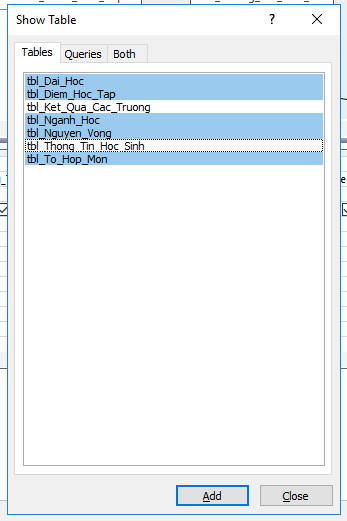 Show Table
?
Tables Queries Both
tbl_Dai_Hoc
tbl_Diem_Hoc_Tap
tbl_Ket_Qua_Cac_Truong
tbl_Nganh_Hoc
tbl_Nguyen_Vong
tbl_Thong_Tin_Hoc_Sinh
tbl_To_Hop_Mon
Add Close